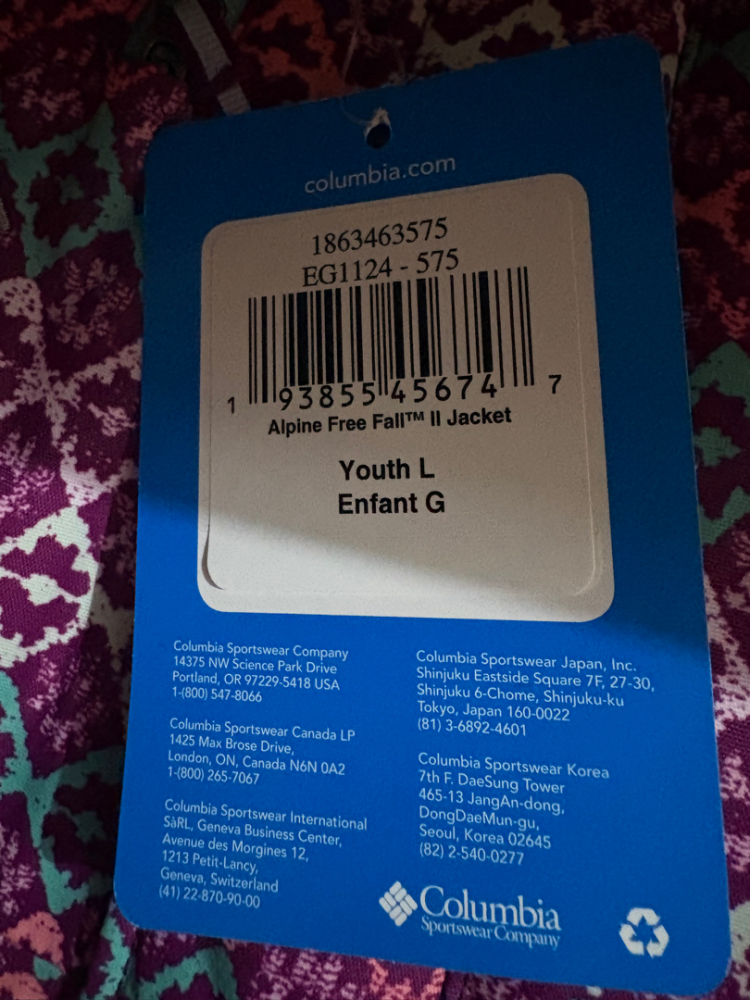 columbia.com
1863463575
EG1124 - 575
1 93855 45674 7
Alpine Free Fall™ II Jacket
Youth L
Enfant G
Columbia Sportswear Company
14375 NW Science Park Drive
Portland, OR 97229-5418 USA
1-(800) 547-8066
Columbia Sportswear Canada LP
1425 Max Brose Drive,
London, ON, Canada N6N 0A2
1-(800) 265-7067
Columbia Sportswear International
SàRL, Geneva Business Center,
Avenue des Morgines 12,
1213 Petit-Lancy,
Geneva, Switzerland
(41) 22-870-90-00
Columbia Sportswear Japan, Inc.
Shinjuku Eastside Square 7F, 27-30,
Shinjuku 6-Chome, Shinjuku-ku
Tokyo, Japan 160-0022
(81) 3-6892-4601
Columbia Sportswear Korea
7th F. DaeSung Tower
465-13 JangAn-dong,
DongDaeMun-gu,
Seoul, Korea 02645
(82) 2-540-0277
Columbia
Sportswear Company